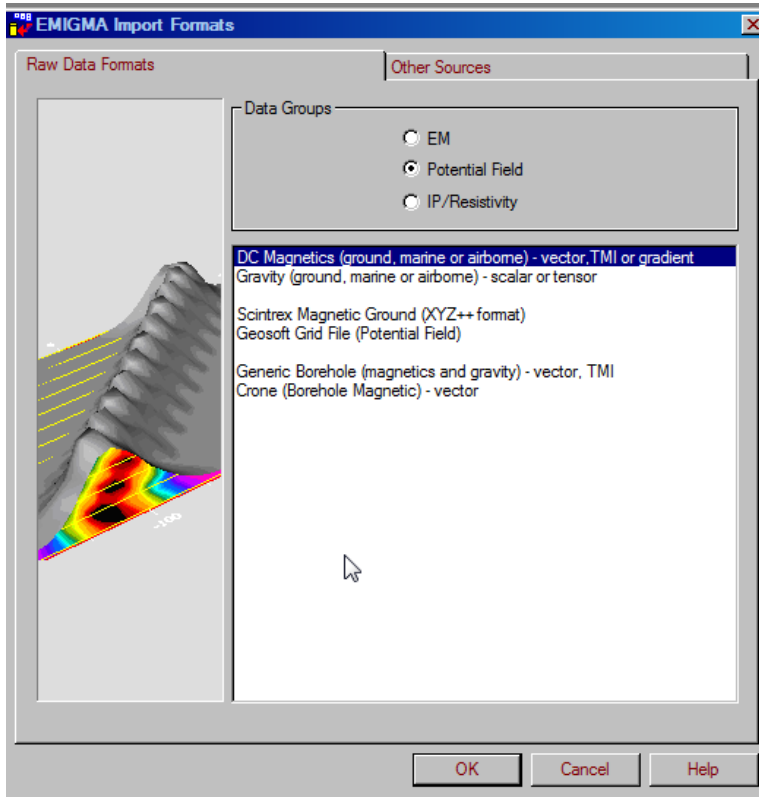 EMIGMA Import Formats
Raw Data Formats
Other Sources
Data Groups
EM
Potential Field
IP/Resistivity
DC Magnetics (ground, marine or airborne) - vector,TMI or gradient
Gravity (ground, marine or airborne) - scalar or tensor
Scintrex Magnetic Ground (XYZ++ format)
Geosoft Grid File (Potential Field)
Generic Borehole (magnetics and gravity) - vector, TMI
Crone (Borehole Magnetic) - vector
-100
OK
Cancel
Help